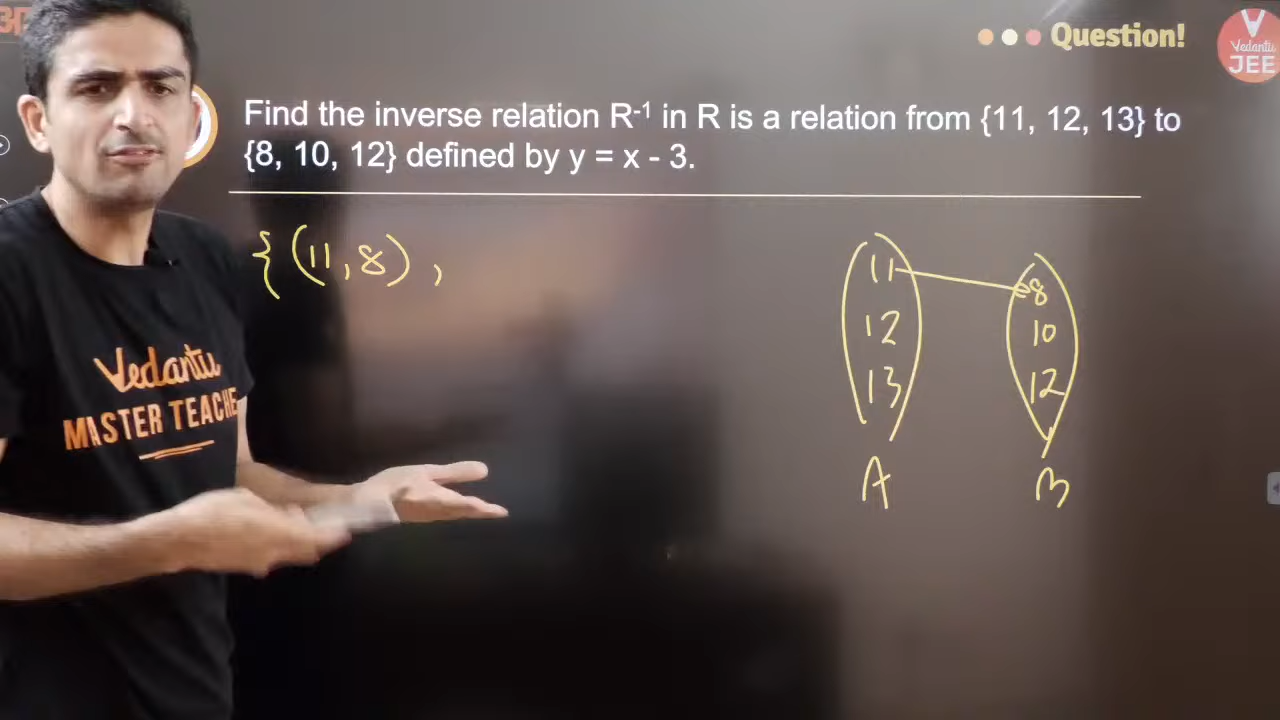 Question!
Vedantu
JEE
Find the inverse relation R-1 in R is a relation from {11, 12, 13} to
{8, 10, 12} defined by y = x - 3.
{ (11, 8) ,
11
12
13
A
8
10
12
B
Vedantu
MASTER TEACHE